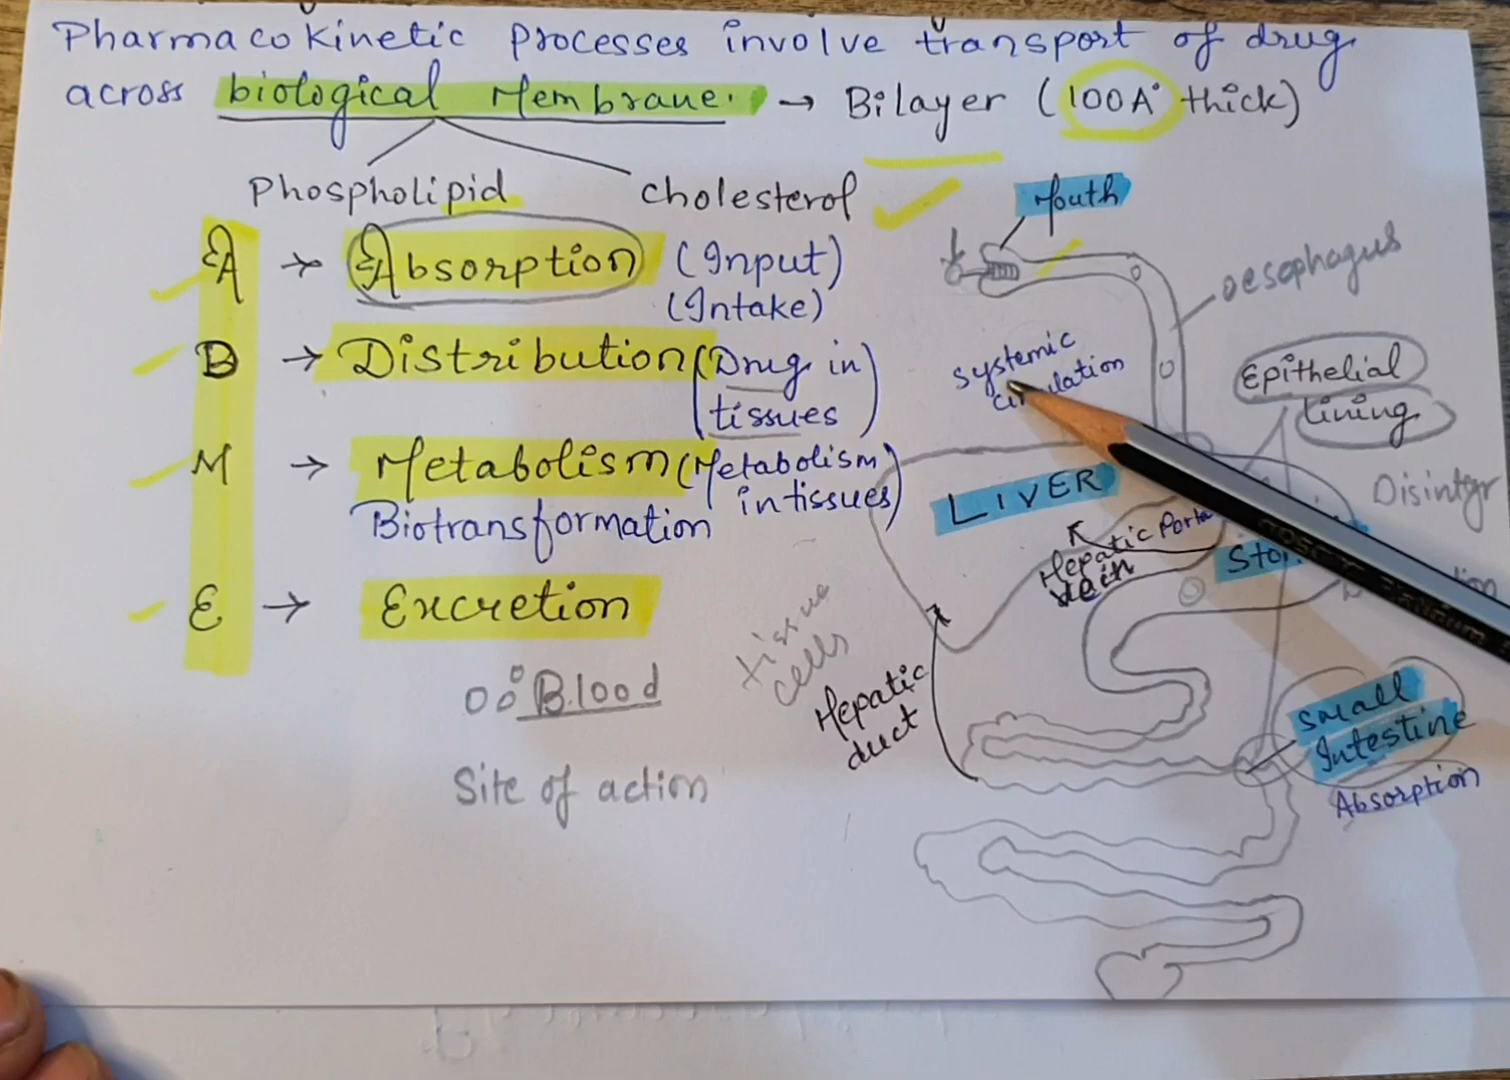 Pharmacokinetic processes involve transport of drug
across biological Membrane. → Bilayer (100A° thick)
Phospholipid
cholesterol
A → Absorption (Input)
(Intake)
D → Distribution (Drug in
tissues)
M → Metabolism (Metabolism
in tissues)
Biotransformation
E → Excretion
Blood
Site of action
Mouth
oesophagus
systemic
Epithelial
Lining
LIVER
Disintegr
Hepatic Porta
vein
tissue
cells
Hepatic
duct
small
Intestine
Absorption